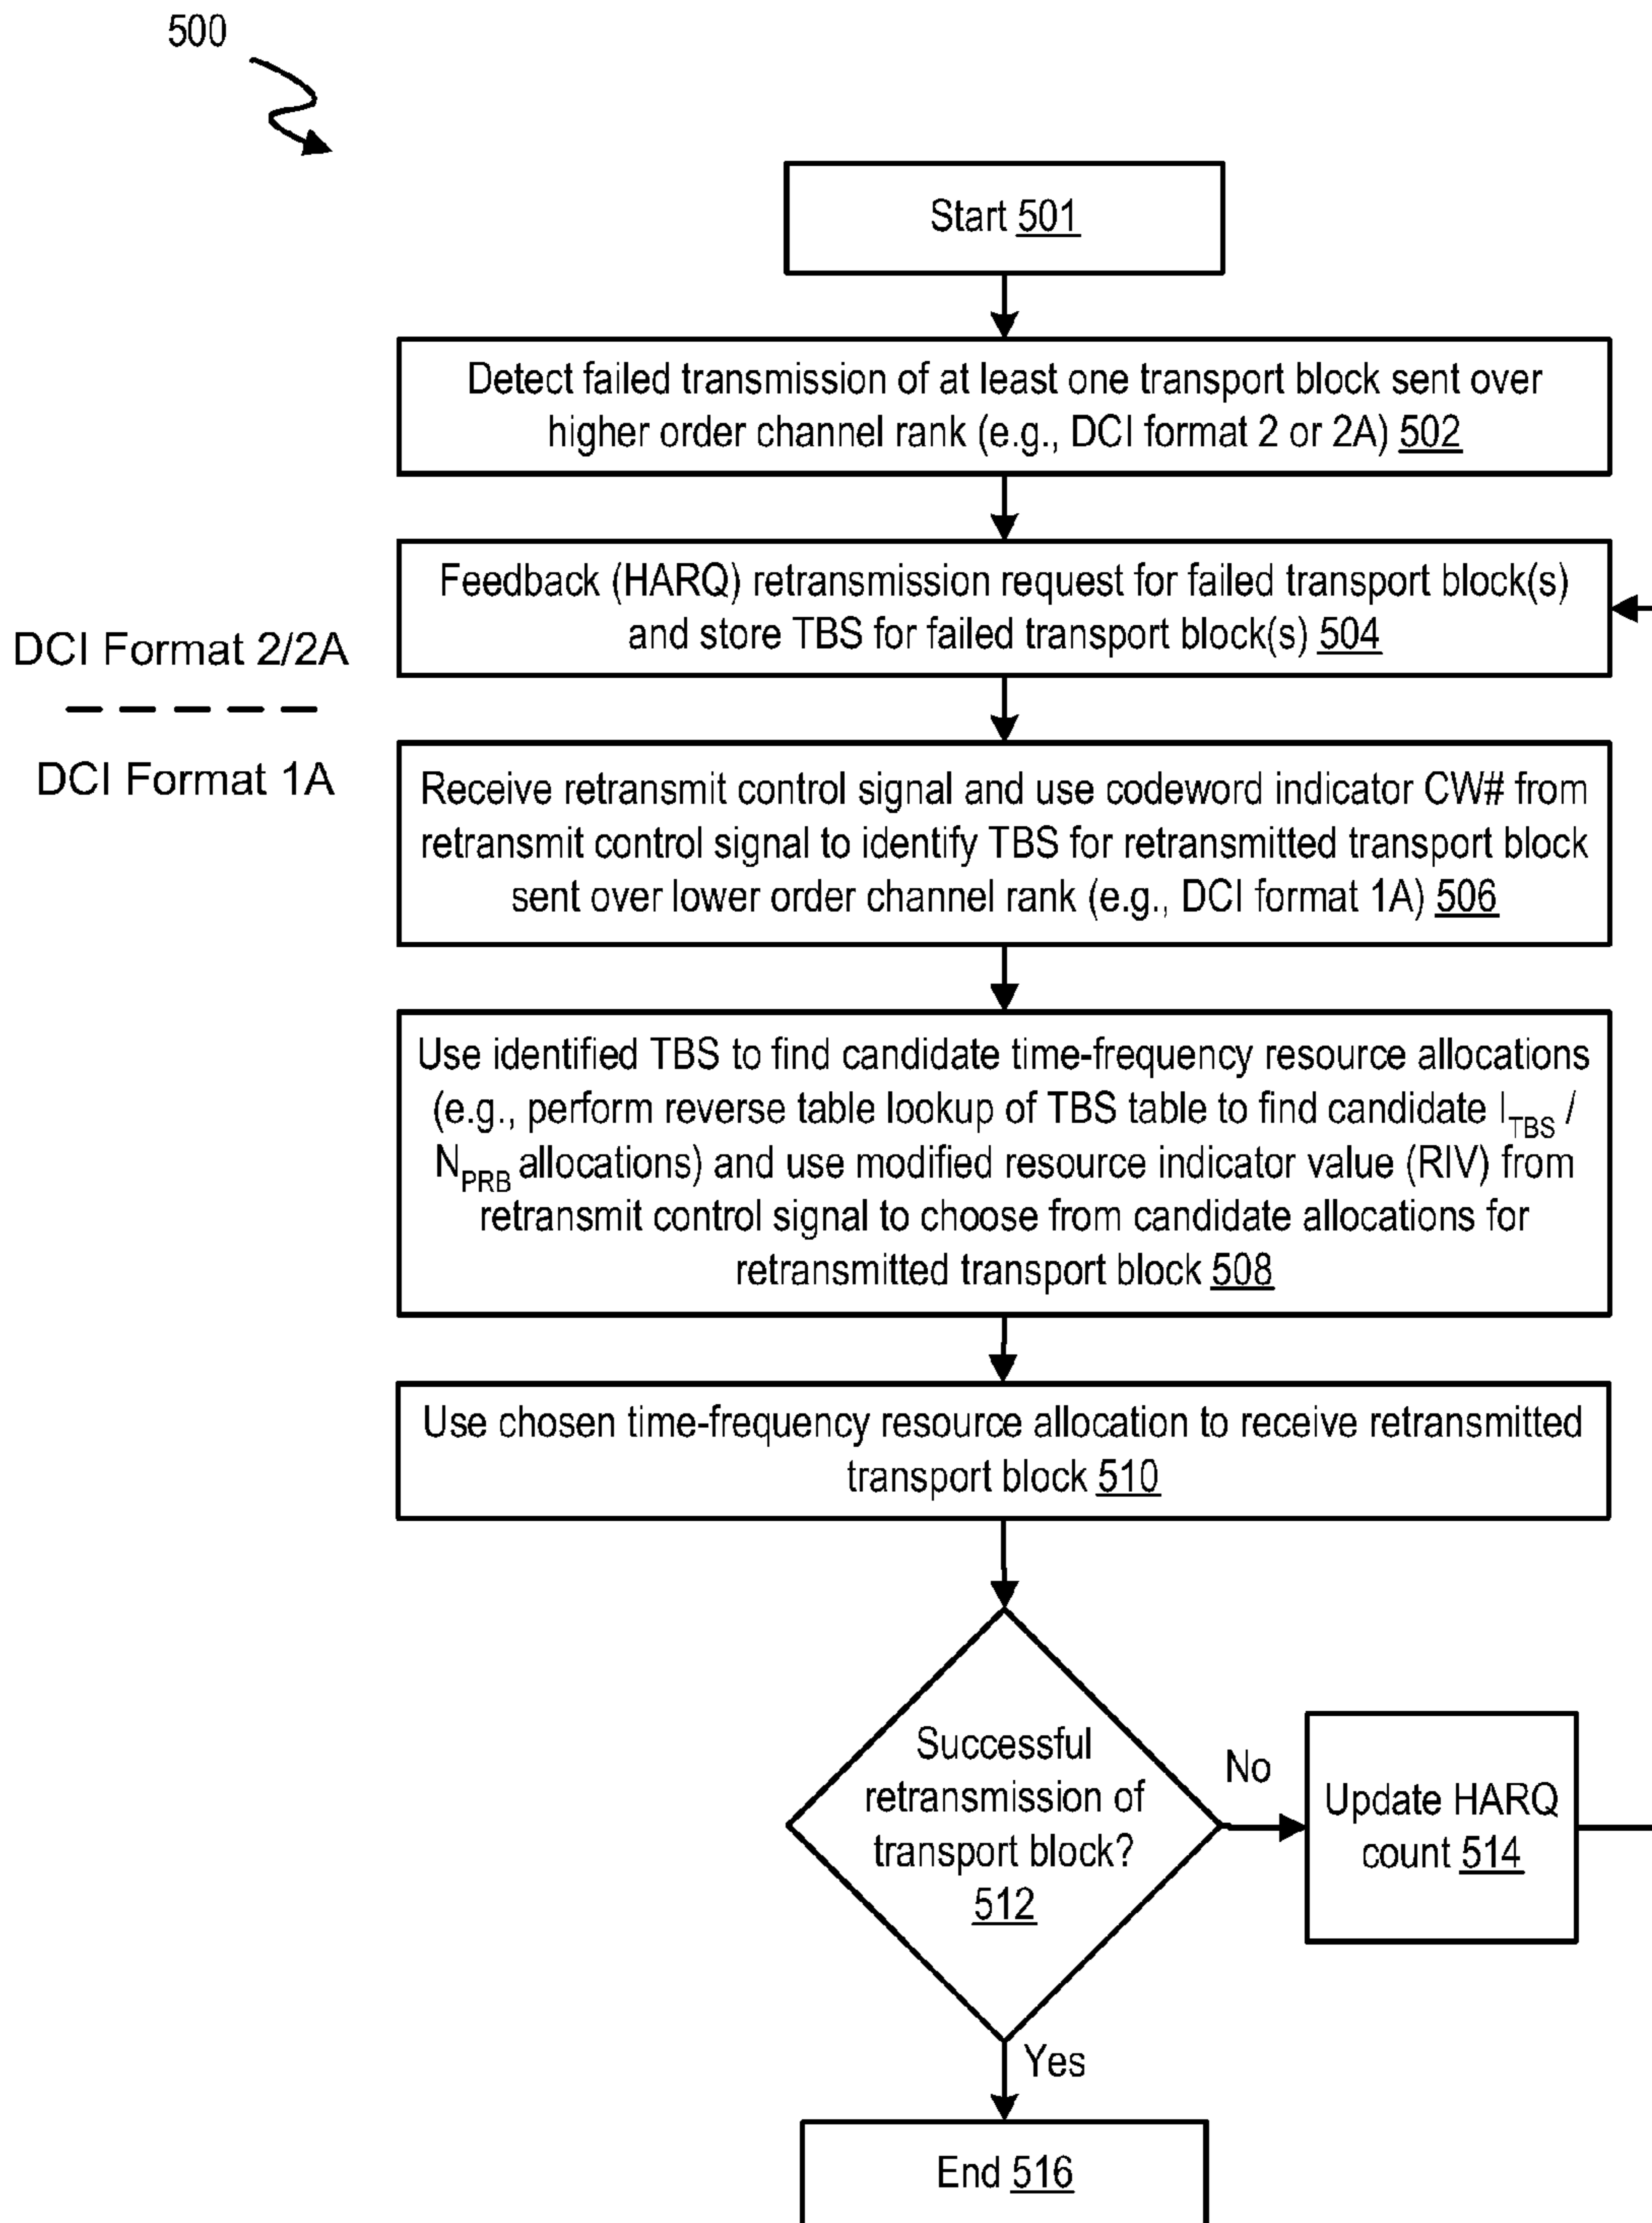 500
Start 501
Detect failed transmission of at least one transport block sent over
higher order channel rank (e.g., DCI format 2 or 2A) 502
Feedback (HARQ) retransmission request for failed transport block(s)
and store TBS for failed transport block(s) 504
DCI Format 2/2A
DCI Format 1A
Receive retransmit control signal and use codeword indicator CW# from
retransmit control signal to identify TBS for retransmitted transport block
sent over lower order channel rank (e.g., DCI format 1A) 506
Use identified TBS to find candidate time-frequency resource allocations
(e.g., perform reverse table lookup of TBS table to find candidate I_TBS /
N_PRB allocations) and use modified resource indicator value (RIV) from
retransmit control signal to choose from candidate allocations for
retransmitted transport block 508
Use chosen time-frequency resource allocation to receive retransmitted
transport block 510
Successful
retransmission of
transport block?
512
No
Update HARQ
count 514
Yes
End 516